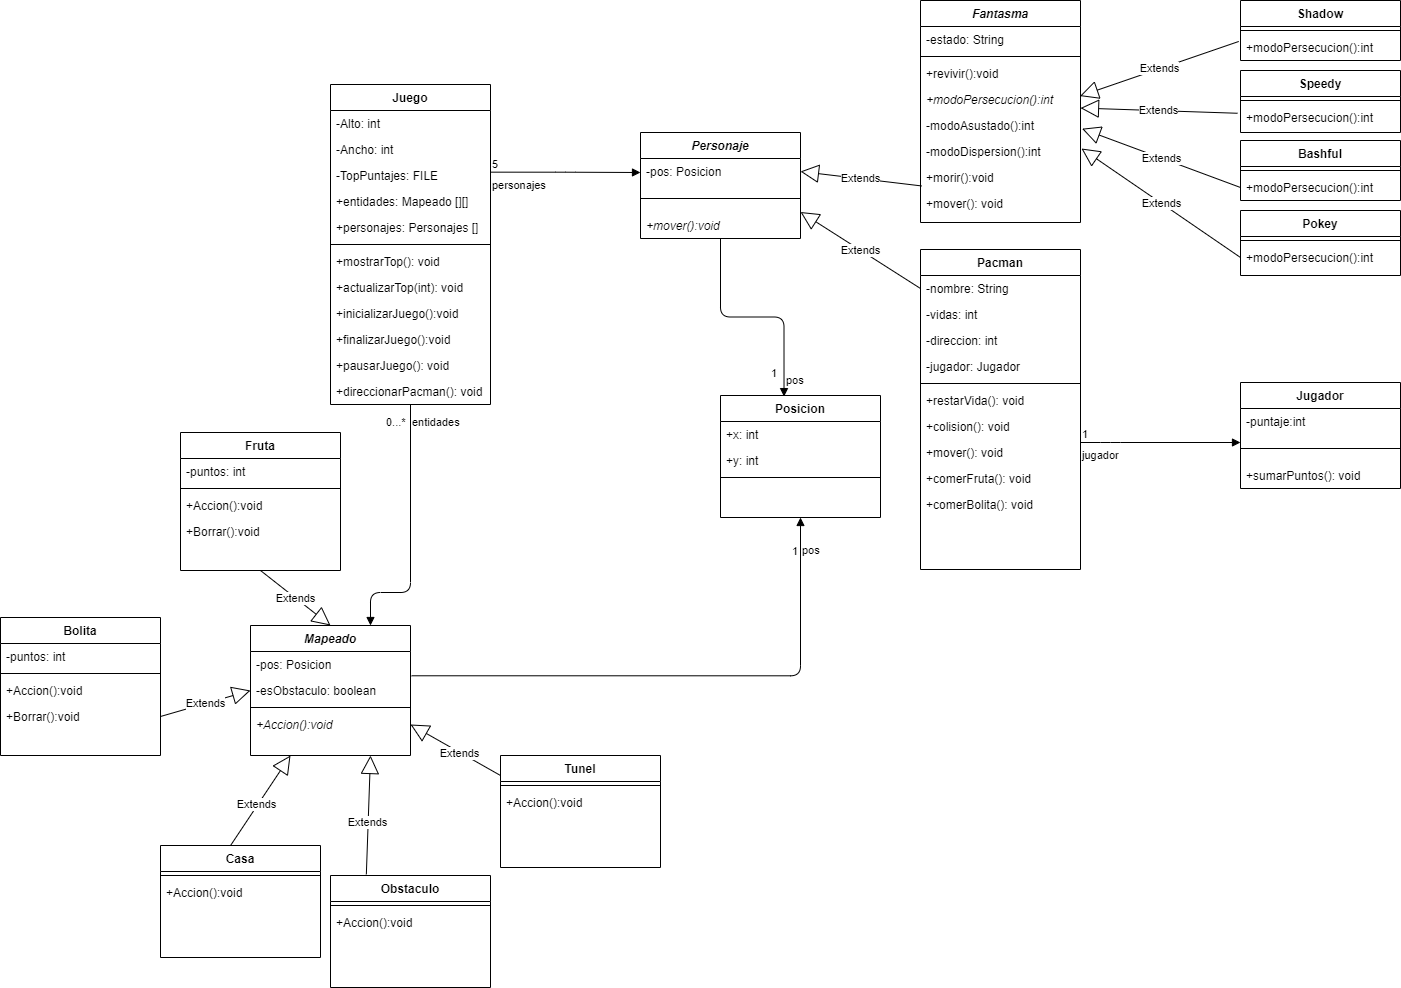 Juego
-Alto: int
-Ancho: int
-TopPuntajes: FILE
+entidades: Mapeado [][]
+personajes: Personajes []
+mostrarTop(): void
+actualizarTop(int): void
+inicializarJuego():void
+finalizarJuego():void
+pausarJuego(): void
+direccionarPacman(): void
5
personajes
0...*
entidades
Personaje
-pos: Posicion
+mover():void
Extends
Extends
Fantasma
-estado: String
+revivir():void
+modoPersecucion():int
-modoAsustado():int
-modoDispersion():int
+morir():void
+mover(): void
Extends
Extends
Extends
Extends
Shadow
+modoPersecucion():int
Speedy
+modoPersecucion():int
Bashful
+modoPersecucion():int
Pokey
+modoPersecucion():int
Pacman
-nombre: String
-vidas: int
-direccion: int
-jugador: Jugador
+restarVida(): void
+colision(): void
+mover(): void
+comerFruta(): void
+comerBolita(): void
1
jugador
Jugador
-puntaje:int
+sumarPuntos(): void
1
pos
Posicion
+x: int
+y: int
1
pos
Fruta
-puntos: int
+Accion():void
+Borrar():void
Extends
Bolita
-puntos: int
+Accion():void
+Borrar():void
Extends
Mapeado
-pos: Posicion
-esObstaculo: boolean
+Accion():void
Extends
Extends
Extends
Tunel
+Accion():void
Casa
+Accion():void
Obstaculo
+Accion():void